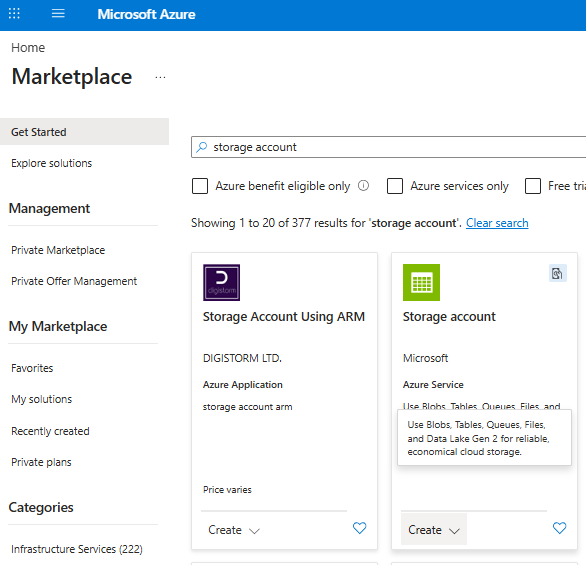 Microsoft Azure
Home
Marketplace
...
Get Started
Explore solutions
Management
Private Marketplace
Private Offer Management
My Marketplace
Favorites
My solutions
Recently created
Private plans
Categories
Infrastructure Services (222)
storage account
Azure benefit eligible only
Azure services only
Free tria
Showing 1 to 20 of 377 results for 'storage account'. Clear search
digistorm
Storage Account Using ARM
DIGISTORM LTD.
Azure Application
storage account arm
Price varies
Create
Storage account
Microsoft
Azure Service
Use Blobs, Tables, Queues, Files, and
Use Blobs, Tables, Queues, Files,
and Data Lake Gen 2 for reliable,
economical cloud storage.
Create